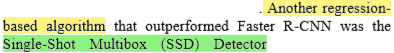 . Another regression-
based algorithm that outperformed Faster R-CNN was the
Single-Shot Multibox (SSD) Detector